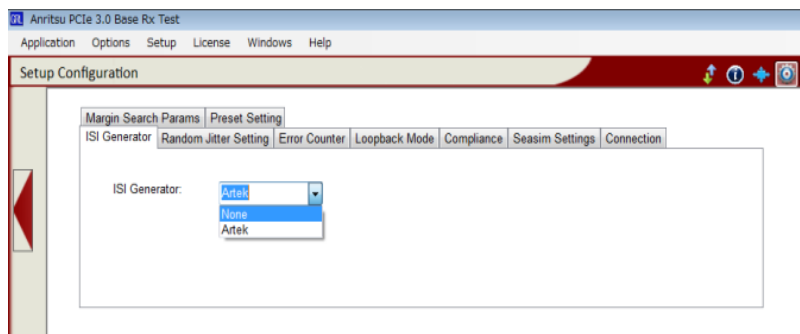 GRL Anritsu PCIe 3.0 Base Rx Test
Application Options Setup License Windows Help
Setup Configuration
Margin Search Params Preset Setting
ISI Generator Random Jitter Setting Error Counter Loopback Mode Compliance Seasim Settings Connection
ISI Generator: Artek
None
Artek